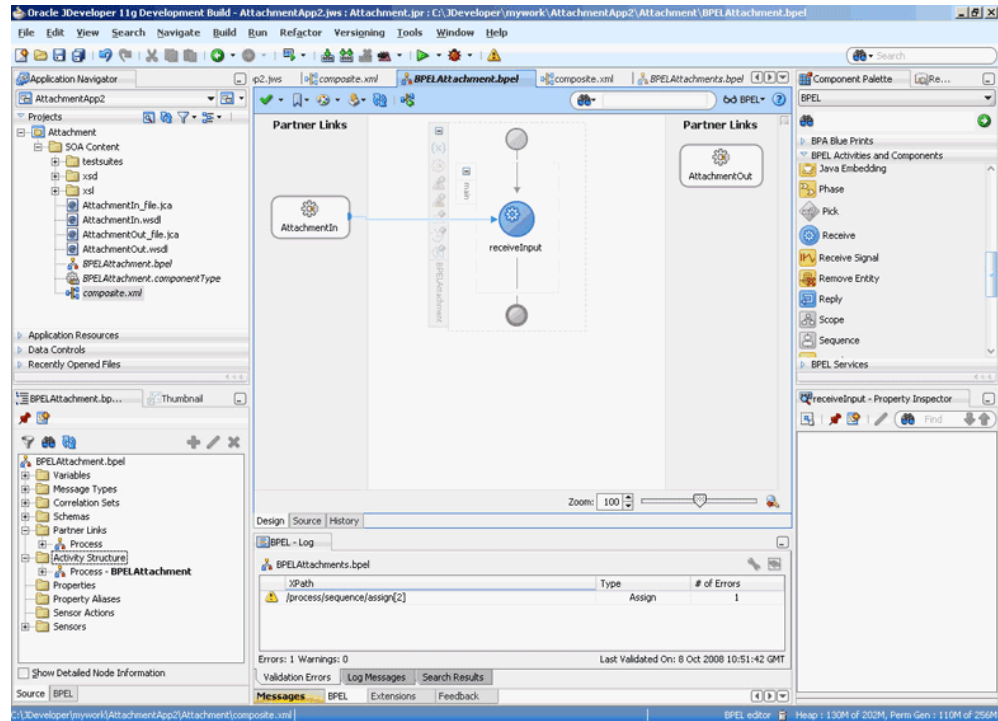 Oracle JDeveloper 11g Development Build - AttachmentApp2.jws : Attachment.jpr : C:\JDeveloper\mywork\AttachmentApp2\Attachment\BPELAttachment.bpel
File Edit View Search Navigate Build Run Refactor Versioning Tools Window Help
Search
Application Navigator
p2.jws composite.xml BPELAttachment.bpel composite.xml BPELAttachments.bpel
Component Palette Re...
AttachmentApp2
BPEL
BPEL
Projects
Attachment
SOA Content
testsuites
xsd
xsl
AttachmentIn_file.jca
AttachmentIn.wsdl
AttachmentOut_file.jca
AttachmentOut.wsdl
BPELAttachment.bpel
BPELAttachment.componentType
composite.xml
Application Resources
Data Controls
Recently Opened Files
Partner Links
AttachmentIn
main
BPELAttachment
receiveInput
Partner Links
AttachmentOut
BPA Blue Prints
BPEL Activities and Components
Java Embedding
Phase
Pick
Receive
Receive Signal
Remove Entity
Reply
Scope
Sequence
BPEL Services
BPELAttachment.bp... Thumbnail
BPELAttachment.bpel
Variables
Message Types
Correlation Sets
Schemas
Partner Links
Process
Activity Structure
Process - BPELAttachment
Properties
Property Aliases
Sensor Actions
Sensors
Show Detailed Node Information
Source BPEL
Zoom: 100
Design Source History
BPEL - Log
BPELAttachments.bpel
XPath Type # of Errors
/process/sequence/assign[2] Assign 1
Errors: 1 Warnings: 0 Last Validated On: 8 Oct 2008 10:51:42 GMT
Validation Errors Log Messages Search Results
Messages BPEL Extensions Feedback
receiveInput - Property Inspector
Find
C:\JDeveloper\mywork\AttachmentApp2\Attachment\composite.xml BPEL editor Heap : 130M of 202M, Perm Gen : 110M of 256M